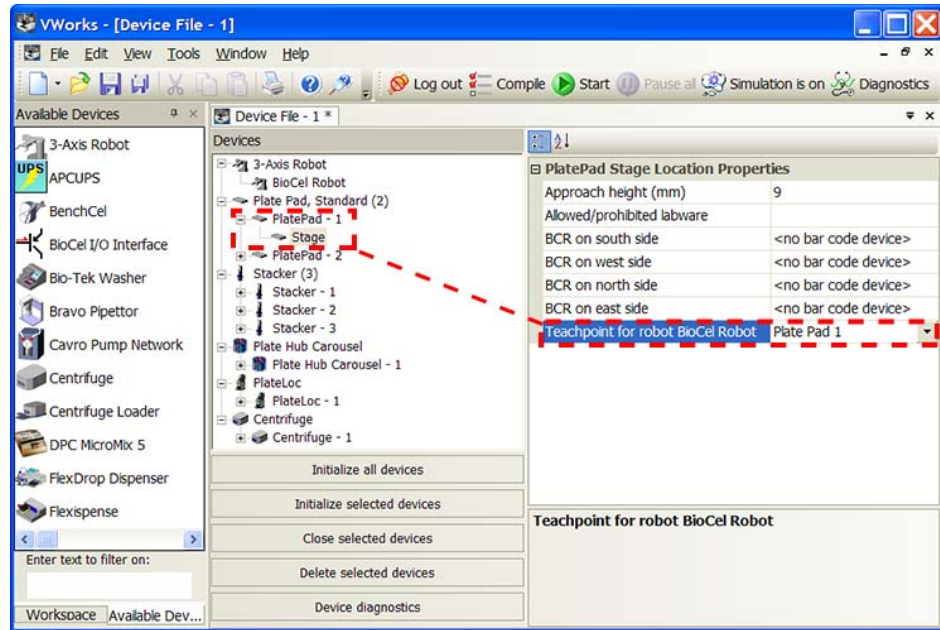 VWorks - [Device File - 1]
File Edit View Tools Window Help
Log out Compile Start Pause all Simulation is on Diagnostics
Available Devices
3-Axis Robot
UPS APCUPS
BenchCel
BioCel I/O Interface
Bio-Tek Washer
Bravo Pipettor
Cavro Pump Network
Centrifuge
Centrifuge Loader
DPC MicroMix 5
FlexDrop Dispenser
Flexispense
Enter text to filter on:
Workspace Available Dev...
Device File - 1 *
Devices
3-Axis Robot
BioCel Robot
Plate Pad, Standard (2)
PlatePad - 1
Stage
PlatePad - 2
Stacker (3)
Stacker - 1
Stacker - 2
Stacker - 3
Plate Hub Carousel
Plate Hub Carousel - 1
PlateLoc
PlateLoc - 1
Centrifuge
Centrifuge - 1
Initialize all devices
Initialize selected devices
Close selected devices
Delete selected devices
Device diagnostics
PlatePad Stage Location Properties
Approach height (mm) 9
Allowed/prohibited labware
BCR on south side <no bar code device>
BCR on west side <no bar code device>
BCR on north side <no bar code device>
BCR on east side <no bar code device>
Teachpoint for robot BioCel Robot Plate Pad 1
Teachpoint for robot BioCel Robot